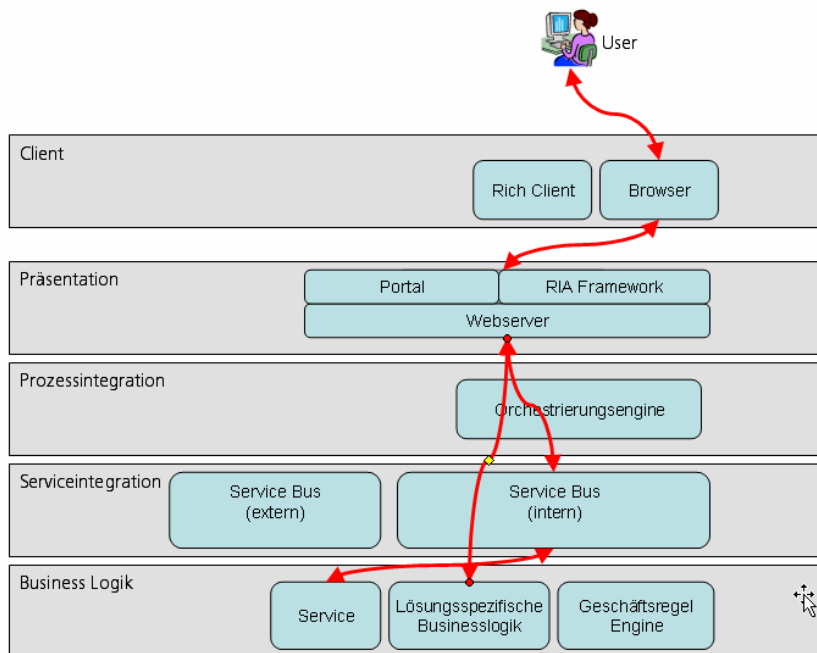 User
Client
Rich Client
Browser
Präsentation
Portal
RIA Framework
Webserver
Prozessintegration
Orchestrierungsengine
Serviceintegration
Service Bus
(extern)
Service Bus
(intern)
Business Logik
Service
Lösungsspezifische
Businesslogik
Geschäftsregel
Engine